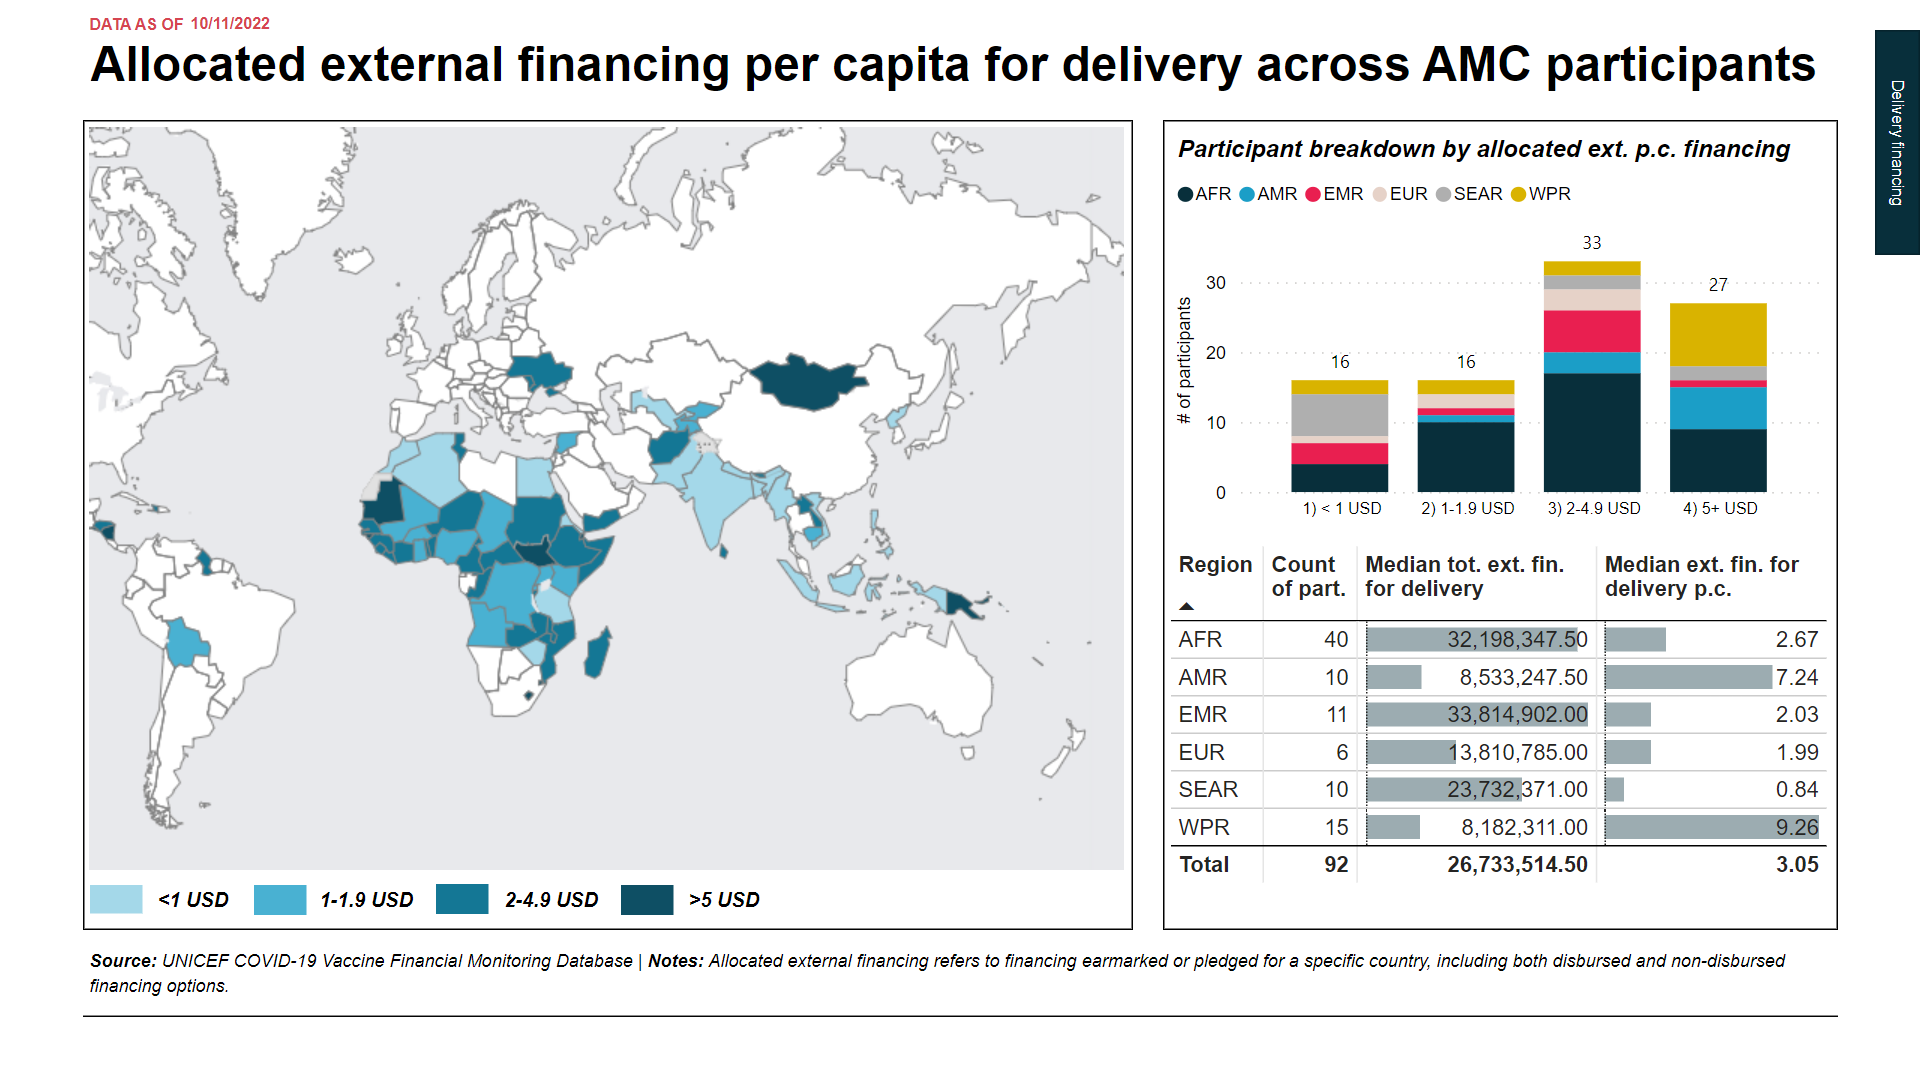 DATA AS OF 10/11/2022
Allocated external financing per capita for delivery across AMC participants
Delivery financing
<1 USD
1-1.9 USD
2-4.9 USD
>5 USD
Participant breakdown by allocated ext. p.c. financing
AFR AMR EMR EUR SEAR WPR
# of participants
30
20
10
0
16
16
33
27
1) < 1 USD
2) 1-1.9 USD
3) 2-4.9 USD
4) 5+ USD
Region Count of part. Median tot. ext. fin. for delivery Median ext. fin. for delivery p.c.
AFR 40 32,198,347.50 2.67
AMR 10 8,533,247.50 7.24
EMR 11 33,814,902.00 2.03
EUR 6 13,810,785.00 1.99
SEAR 10 23,732,371.00 0.84
WPR 15 8,182,311.00 9.26
Total 92 26,733,514.50 3.05
Source: UNICEF COVID-19 Vaccine Financial Monitoring Database | Notes: Allocated external financing refers to financing earmarked or pledged for a specific country, including both disbursed and non-disbursed
financing options.